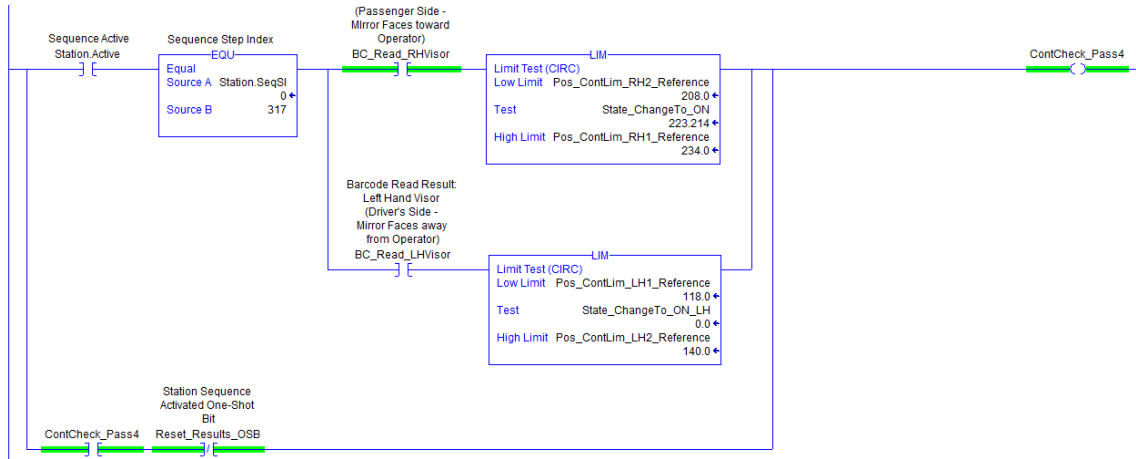 (Passenger Side -
MIrror Faces toward
Operator)
Sequence Active
Sequence Step Index
Station.Active
BC_Read_RHVisor
ContCheck_Pass4
EQU
Equal
Source A Station.SeqSI
0
Source B 317
LIM
Limit Test (CIRC)
Low Limit Pos_ContLim_RH2_Reference
208.0
Test State_ChangeTo_ON
223.214
High Limit Pos_ContLim_RH1_Reference
234.0
Barcode Read Result:
Left Hand Visor
(Driver's Side -
Mirror Faces away
from Operator)
BC_Read_LHVisor
LIM
Limit Test (CIRC)
Low Limit Pos_ContLim_LH1_Reference
118.0
Test State_ChangeTo_ON_LH
0.0
High Limit Pos_ContLim_LH2_Reference
140.0
Station Sequence
Activated One-Shot
Bit
ContCheck_Pass4 Reset_Results_OSB